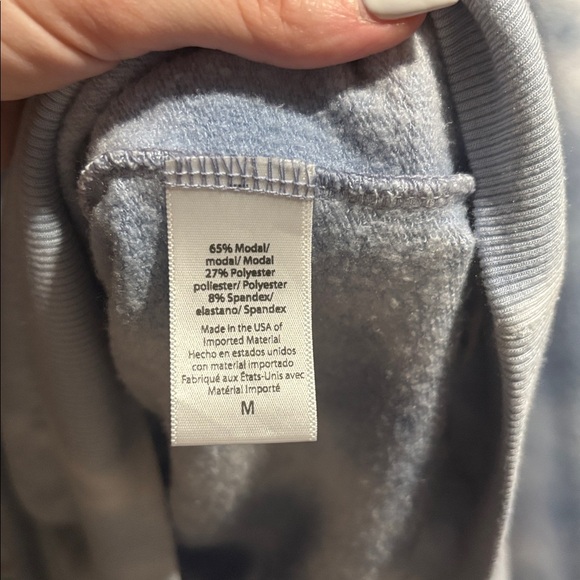 65% Modal/
modal/ Modal
27% Polyester
poliester/ Polyester
8% Spandex/
elastano/ Spandex
Made in the USA of
Imported Material
Hecho en estados unidos
con material importado
Fabriqué aux États-Unis avec
Matérial Importé
M